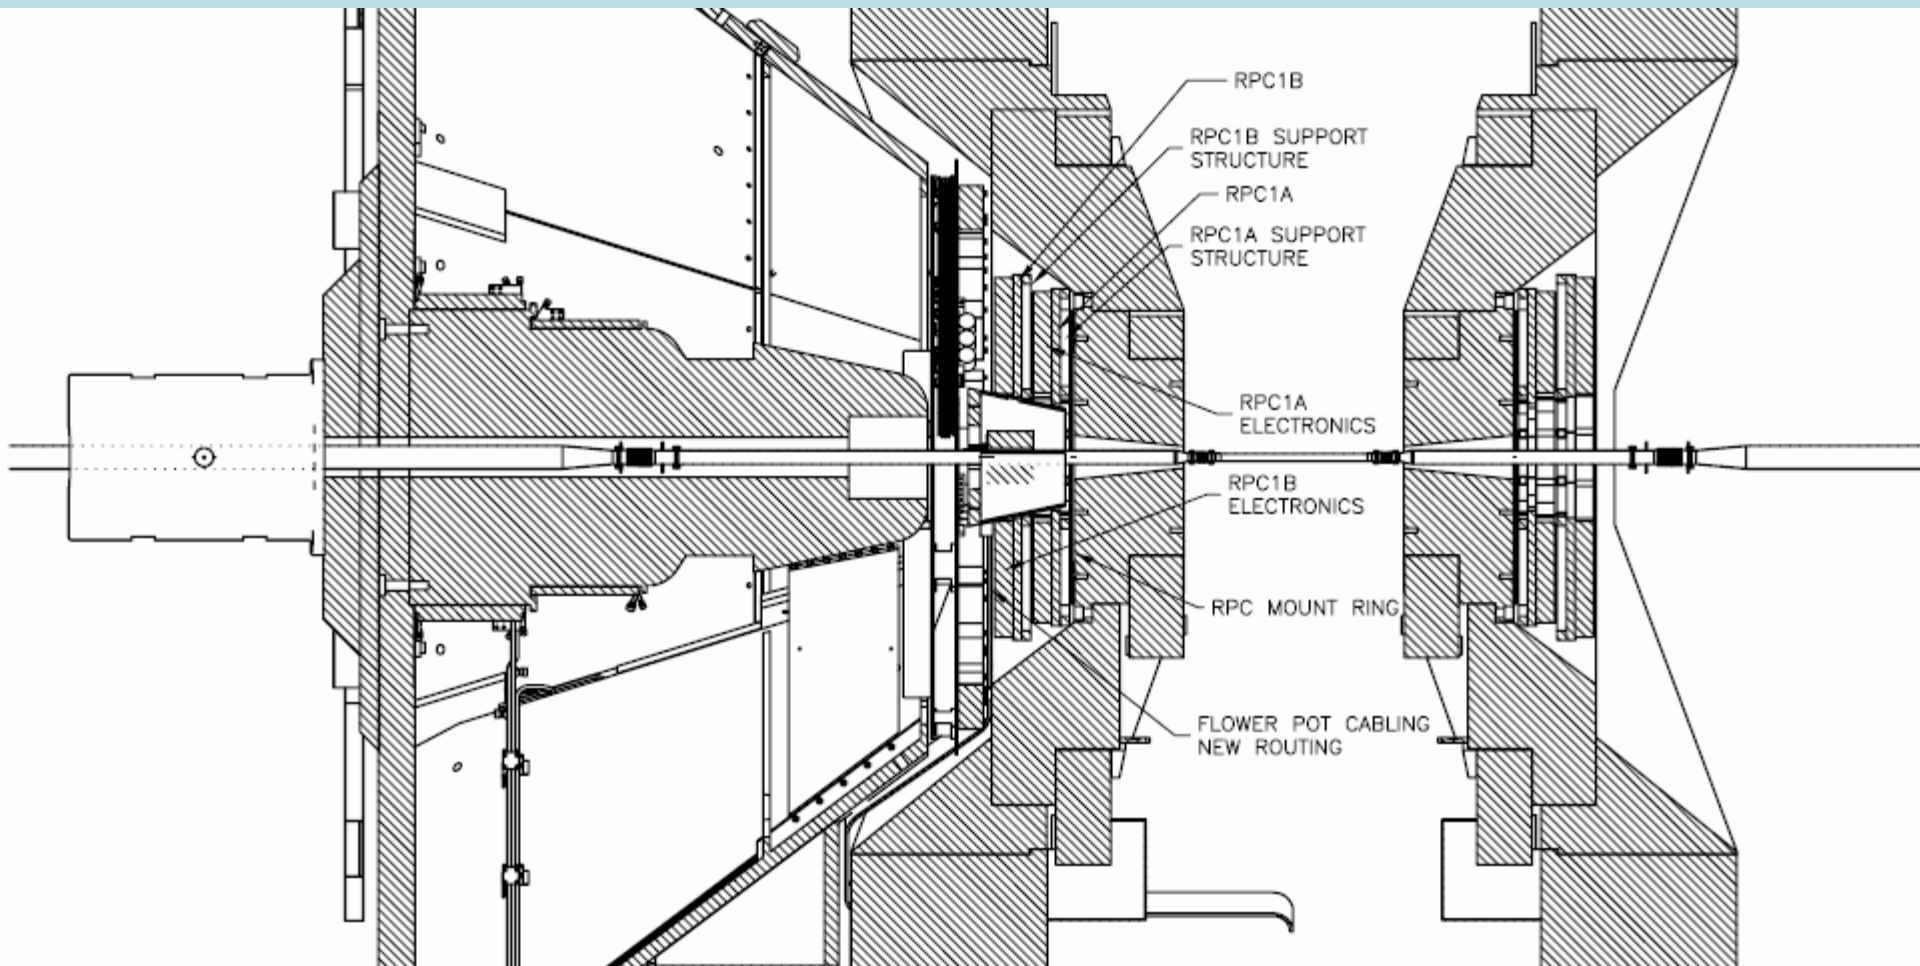 RPC1B
RPC1B SUPPORT
STRUCTURE
RPC1A
RPC1A SUPPORT
STRUCTURE
RPC1A
ELECTRONICS
RPC1B
ELECTRONICS
RPC MOUNT RING
FLOWER POT CABLING
NEW ROUTING